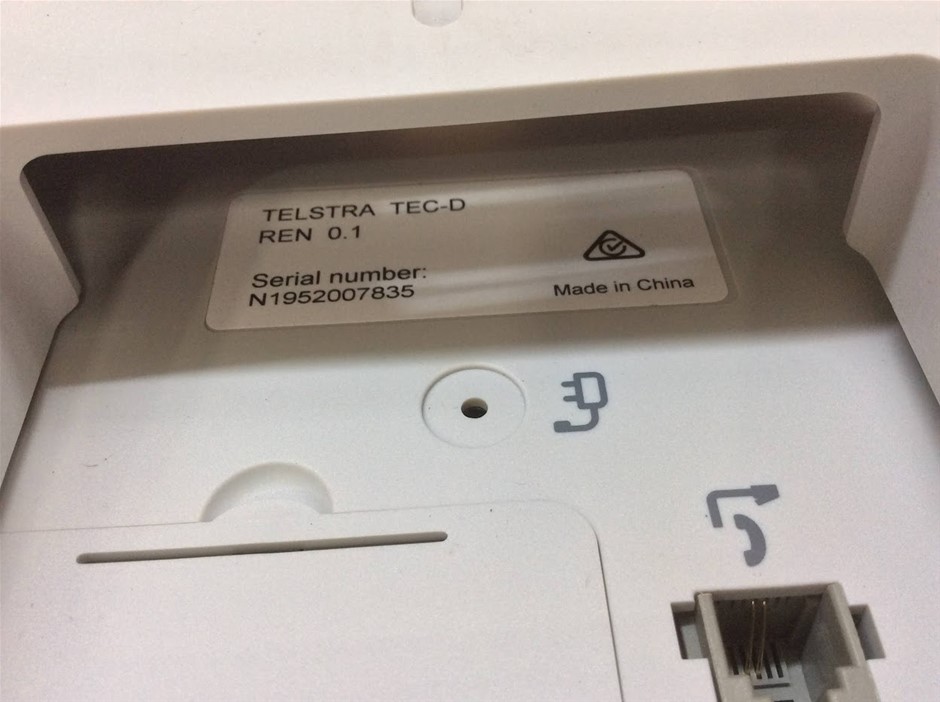 TELSTRA TEC-D
REN 0.1
Serial number:
N1952007835
Made in China